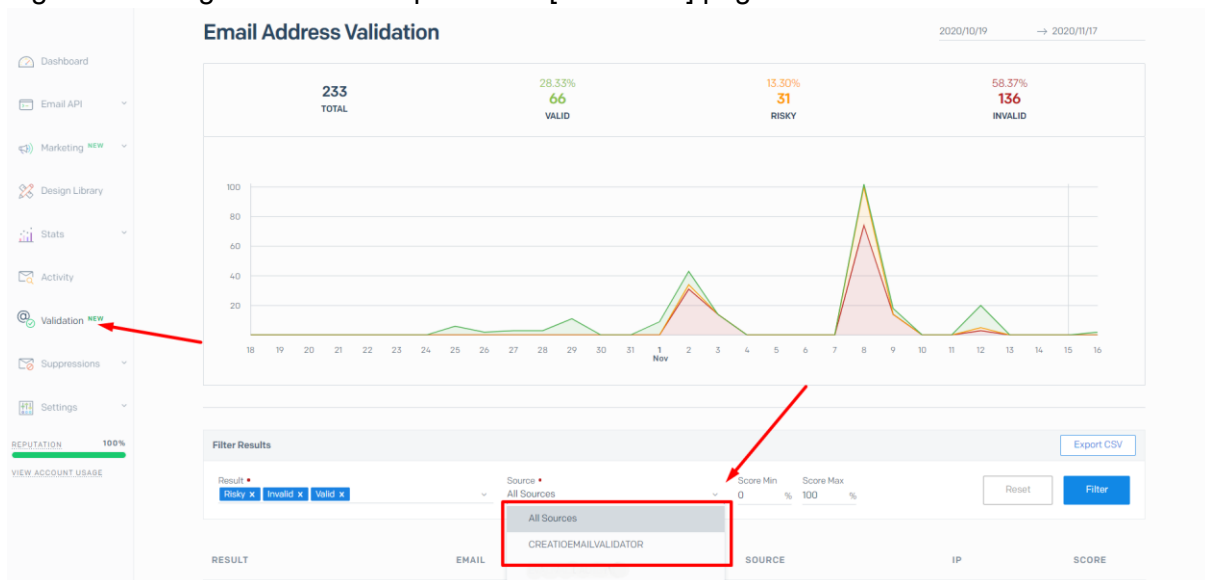 Email Address Validation
2020/10/19 → 2020/11/17
Dashboard
Email API
Marketing NEW
Design Library
Stats
Activity
Validation NEW
Suppressions
Settings
REPUTATION 100%
VIEW ACCOUNT USAGE
233
TOTAL
28.33%
66
VALID
13.30%
31
RISKY
58.37%
136
INVALID
100
80
60
40
20
18 19 20 21 22 23 24 25 26 27 28 29 30 31 1 2 3 4 5 6 7 8 9 10 11 12 13 14 15 16
Nov
Filter Results
Export CSV
Result •
Risky x Invalid x Valid x
Source •
All Sources
Score Min Score Max
0 % 100 %
Reset
Filter
All Sources
CREATIOEMAILVALIDATOR
RESULT EMAIL SOURCE IP SCORE